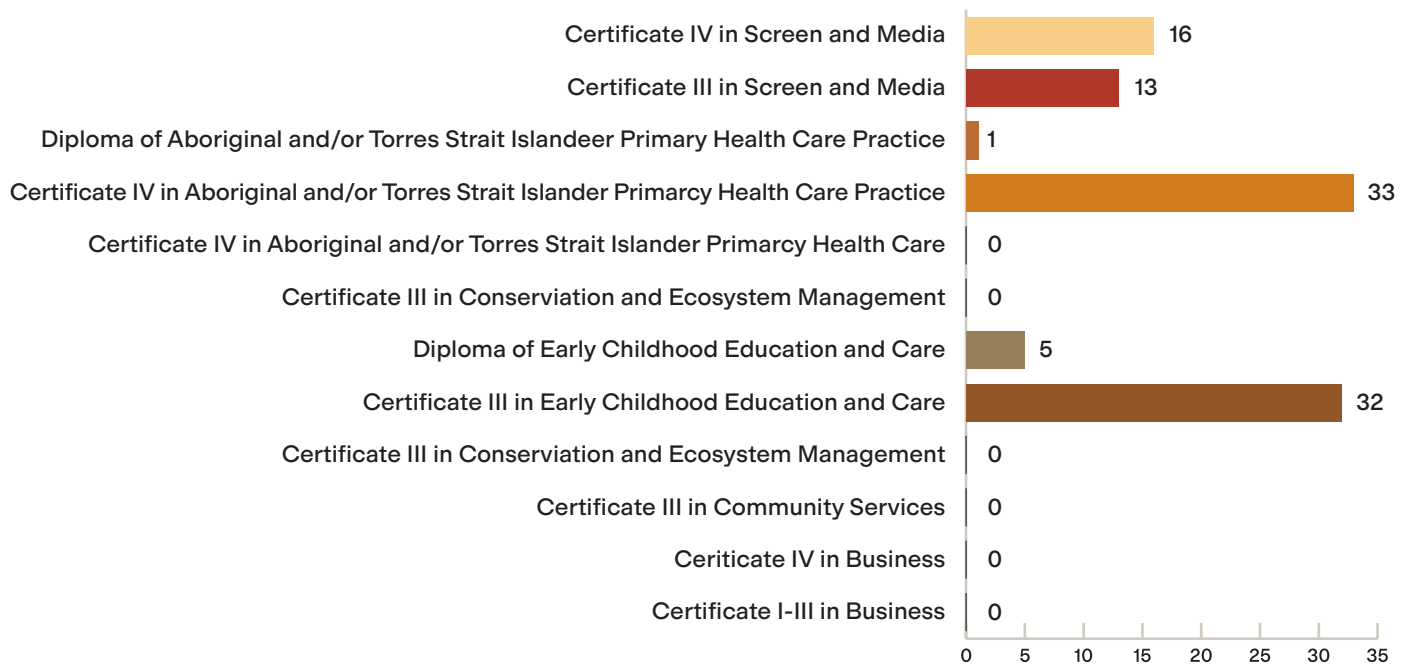 Certificate IV in Screen and Media 16
Certificate III in Screen and Media 13
Diploma of Aboriginal and/or Torres Strait Islandeer Primary Health Care Practice 1
Certificate IV in Aboriginal and/or Torres Strait Islander Primarcy Health Care Practice 33
Certificate IV in Aboriginal and/or Torres Strait Islander Primarcy Health Care 0
Certificate III in Conserviation and Ecosystem Management 0
Diploma of Early Childhood Education and Care 5
Certificate III in Early Childhood Education and Care 32
Certificate III in Conserviation and Ecosystem Management 0
Certificate III in Community Services 0
Ceriticate IV in Business 0
Certificate I-III in Business 0
0 5 10 15 20 25 30 35